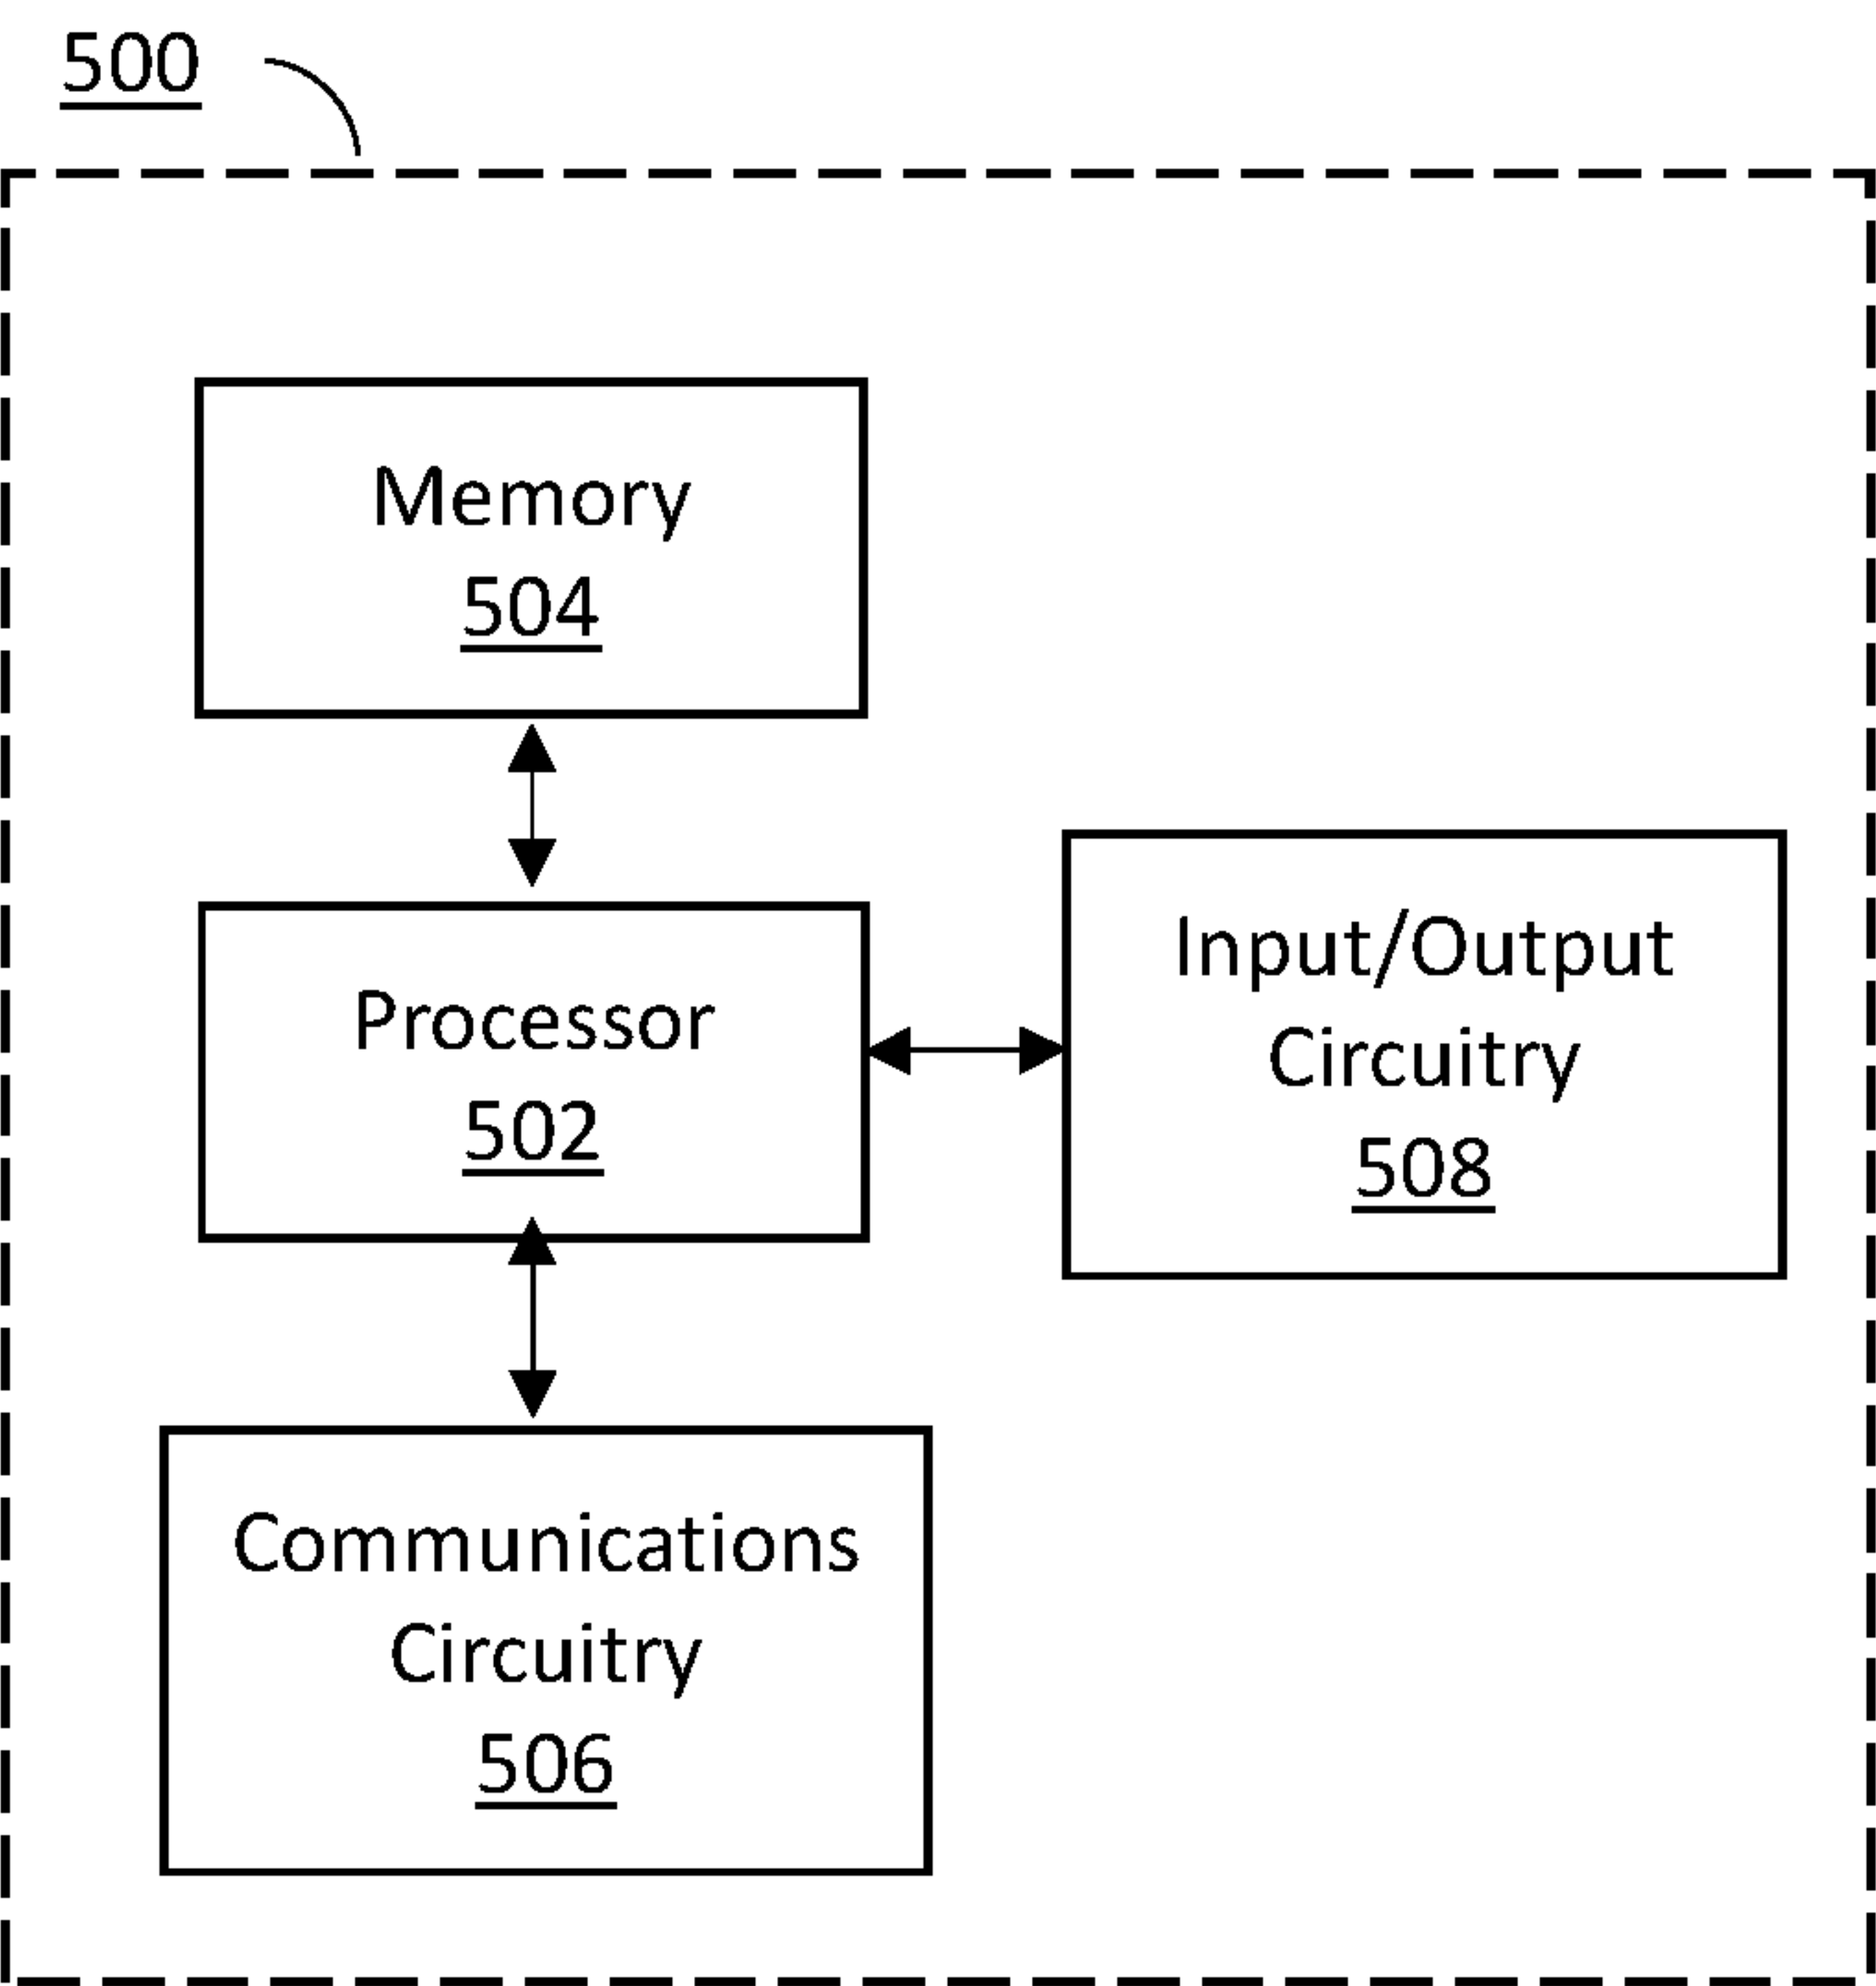 500
Memory
504
Processor
502
Input/Output
Circuitry
508
Communications
Circuitry
506